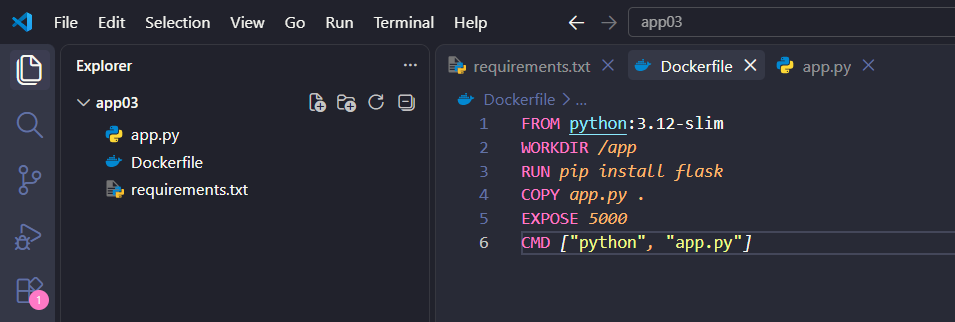 File Edit Selection View Go Run Terminal Help
app03
Explorer
requirements.txt
Dockerfile
app.py
app03
app.py
Dockerfile
requirements.txt
Dockerfile > ...
1 FROM python:3.12-slim
2 WORKDIR /app
3 RUN pip install flask
4 COPY app.py .
5 EXPOSE 5000
6 CMD ["python", "app.py"]
1